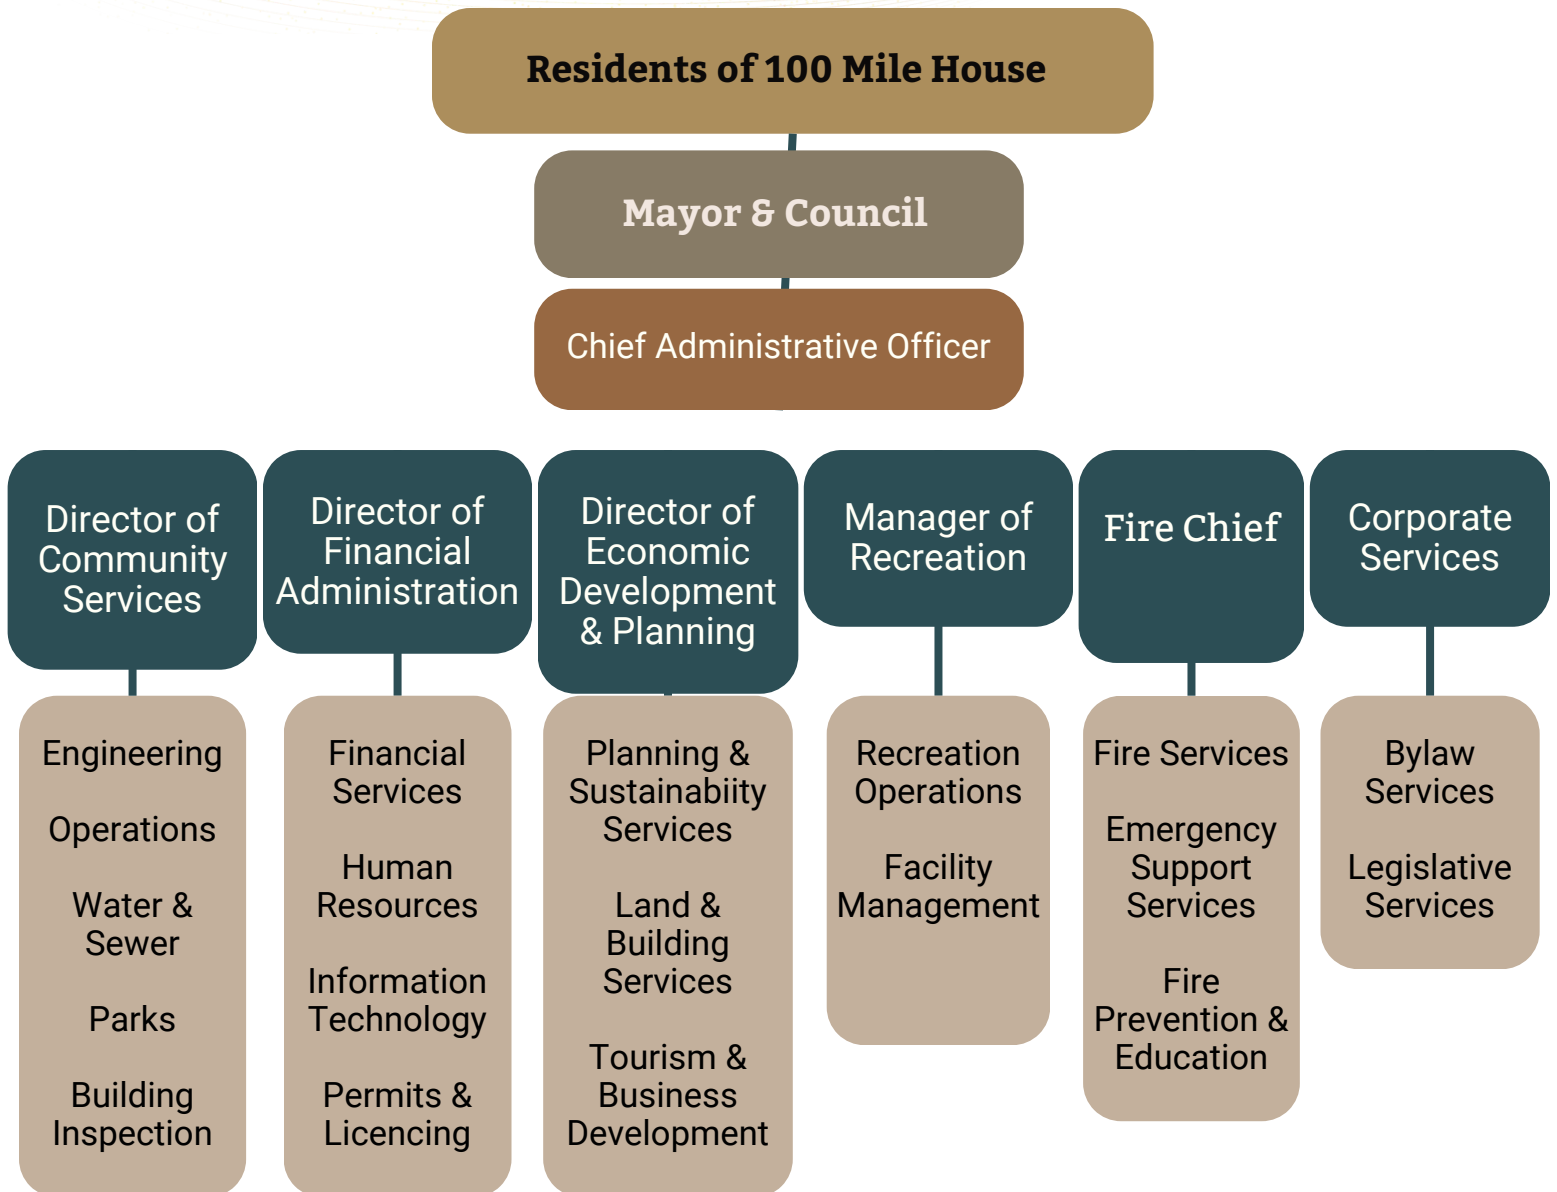 Residents of 100 Mile House
Mayor & Council
Chief Administrative Officer
Director of
Community
Services
Director of
Financial
Administration
Director of
Economic
Development
& Planning
Manager of
Recreation
Fire Chief
Corporate
Services
Engineering
Operations
Water &
Sewer
Parks
Building
Inspection
Financial
Services
Human
Resources
Information
Technology
Permits &
Licencing
Planning &
Sustainabiity
Services
Land &
Building
Services
Tourism &
Business
Development
Recreation
Operations
Facility
Management
Fire Services
Emergency
Support
Services
Fire
Prevention &
Education
Bylaw
Services
Legislative
Services